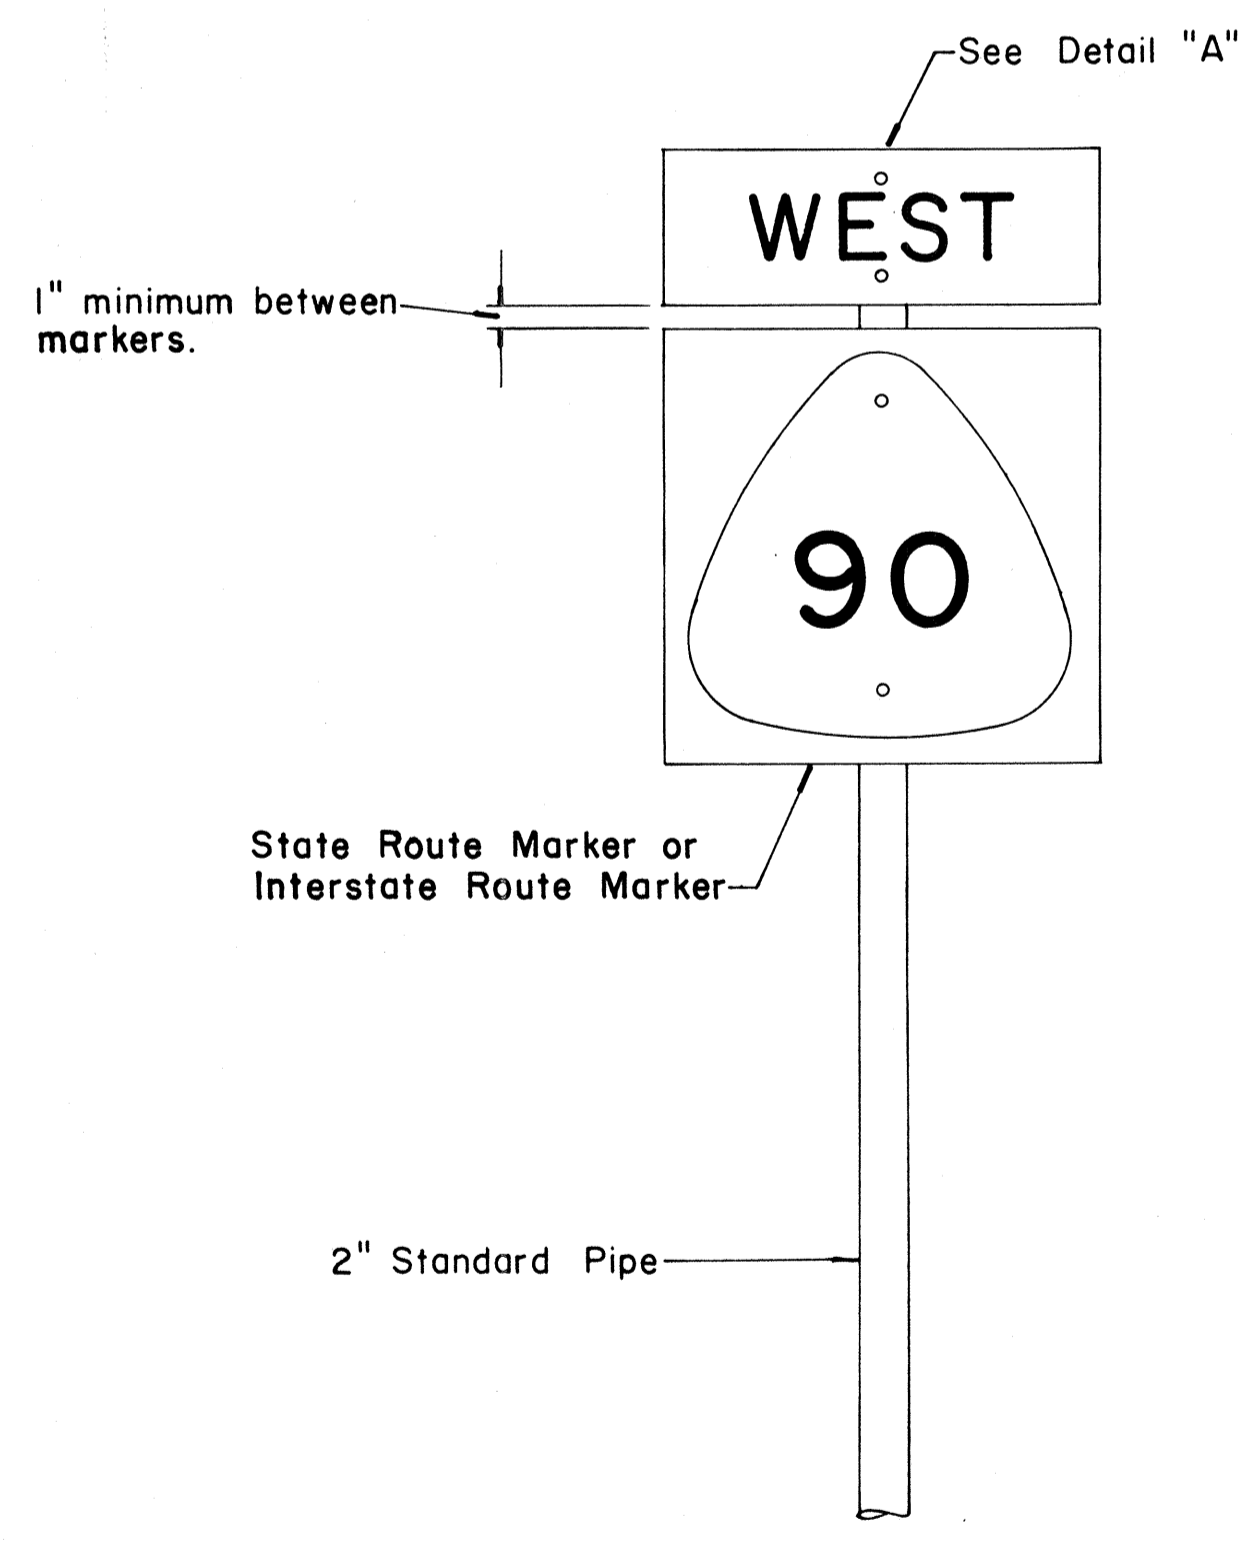 See Detail "A"
WEST
1" minimum between
markers.
90
State Route Marker or
Interstate Route Marker
2" Standard Pipe